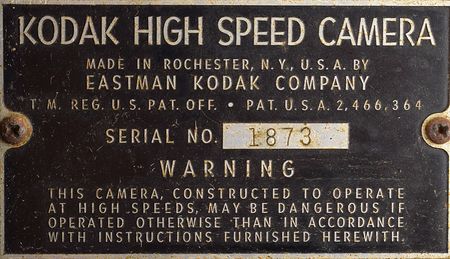 KODAK HIGH SPEED CAMERA
MADE IN ROCHESTER, N.Y., U.S.A. BY
EASTMAN KODAK COMPANY
T. M. REG. U.S. PAT. OFF. • PAT. U.S.A. 2,466,364
SERIAL NO. 1873
WARNING
THIS CAMERA, CONSTRUCTED TO OPERATE
AT HIGH SPEEDS, MAY BE DANGEROUS IF
OPERATED OTHERWISE THAN IN ACCORDANCE
WITH INSTRUCTIONS FURNISHED HEREWITH.